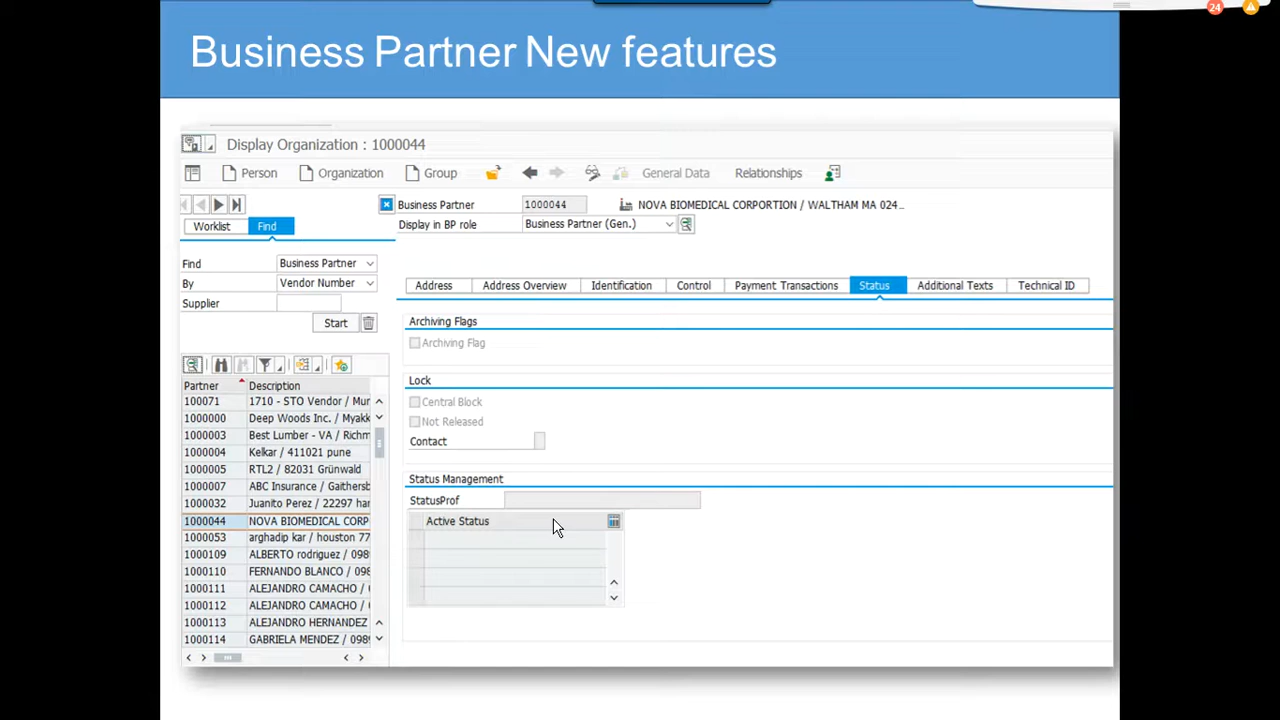 24
Business Partner New features
Display Organization : 1000044
Person Organization Group General Data Relationships
Business Partner 1000044 NOVA BIOMEDICAL CORPORTION / WALTHAM MA 024...
Worklist Find
Display in BP role Business Partner (Gen.)
Find Business Partner
By Vendor Number
Supplier
Start
Address Address Overview Identification Control Payment Transactions Status Additional Texts Technical ID
Archiving Flags
Archiving Flag
Lock
Central Block
Not Released
Contact
Status Management
StatusProf
Active Status
Partner Description
100071 1710 - STO Vendor / Mur
1000000 Deep Woods Inc. / Myakk
1000003 Best Lumber - VA / Richm
1000004 Kelkar / 411021 pune
1000005 RTL2 / 82031 Grünwald
1000007 ABC Insurance / Gaithersb
1000032 Juanito Perez / 22297 har
1000044 NOVA BIOMEDICAL CORP
1000053 arghadip kar / houston 77
1000109 ALBERTO rodriguez / 098
1000110 FERNANDO BLANCO / 098
1000111 ALEJANDRO CAMACHO / 
1000112 ALEJANDRO CAMACHO / 
1000113 ALEJANDRO HERNANDEZ
1000114 GABRIELA MENDEZ / 098